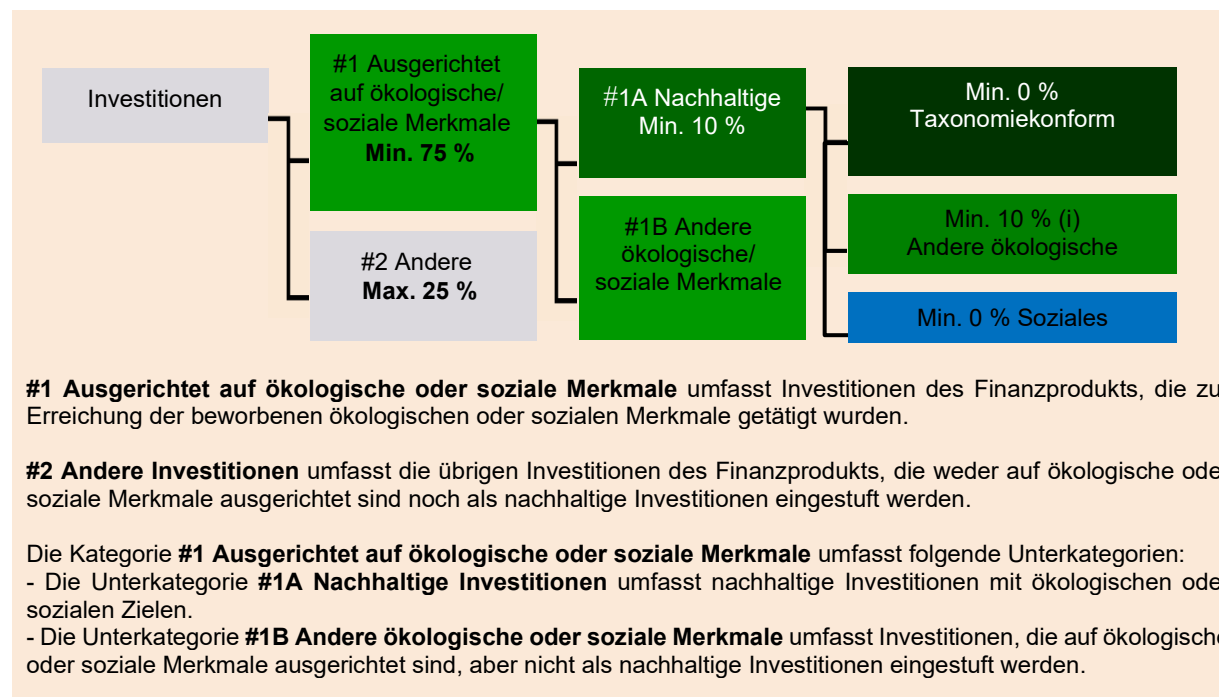 Investitionen
#1 Ausgerichtet
auf ökologische/
soziale Merkmale
Min. 75 %
#2 Andere
Max. 25 %
#1A Nachhaltige
Min. 10 %
#1B Andere
ökologische/
soziale Merkmale
Min. 0 %
Taxonomiekonform
Min. 10 % (i)
Andere ökologische
Min. 0 % Soziales
#1 Ausgerichtet auf ökologische oder soziale Merkmale umfasst Investitionen des Finanzprodukts, die zu
Erreichung der beworbenen ökologischen oder sozialen Merkmale getätigt wurden.
#2 Andere Investitionen umfasst die übrigen Investitionen des Finanzprodukts, die weder auf ökologische ode
soziale Merkmale ausgerichtet sind noch als nachhaltige Investitionen eingestuft werden.
Die Kategorie #1 Ausgerichtet auf ökologische oder soziale Merkmale umfasst folgende Unterkategorien:
- Die Unterkategorie #1A Nachhaltige Investitionen umfasst nachhaltige Investitionen mit ökologischen ode
sozialen Zielen.
- Die Unterkategorie #1B Andere ökologische oder soziale Merkmale umfasst Investitionen, die auf ökologische
oder soziale Merkmale ausgerichtet sind, aber nicht als nachhaltige Investitionen eingestuft werden.